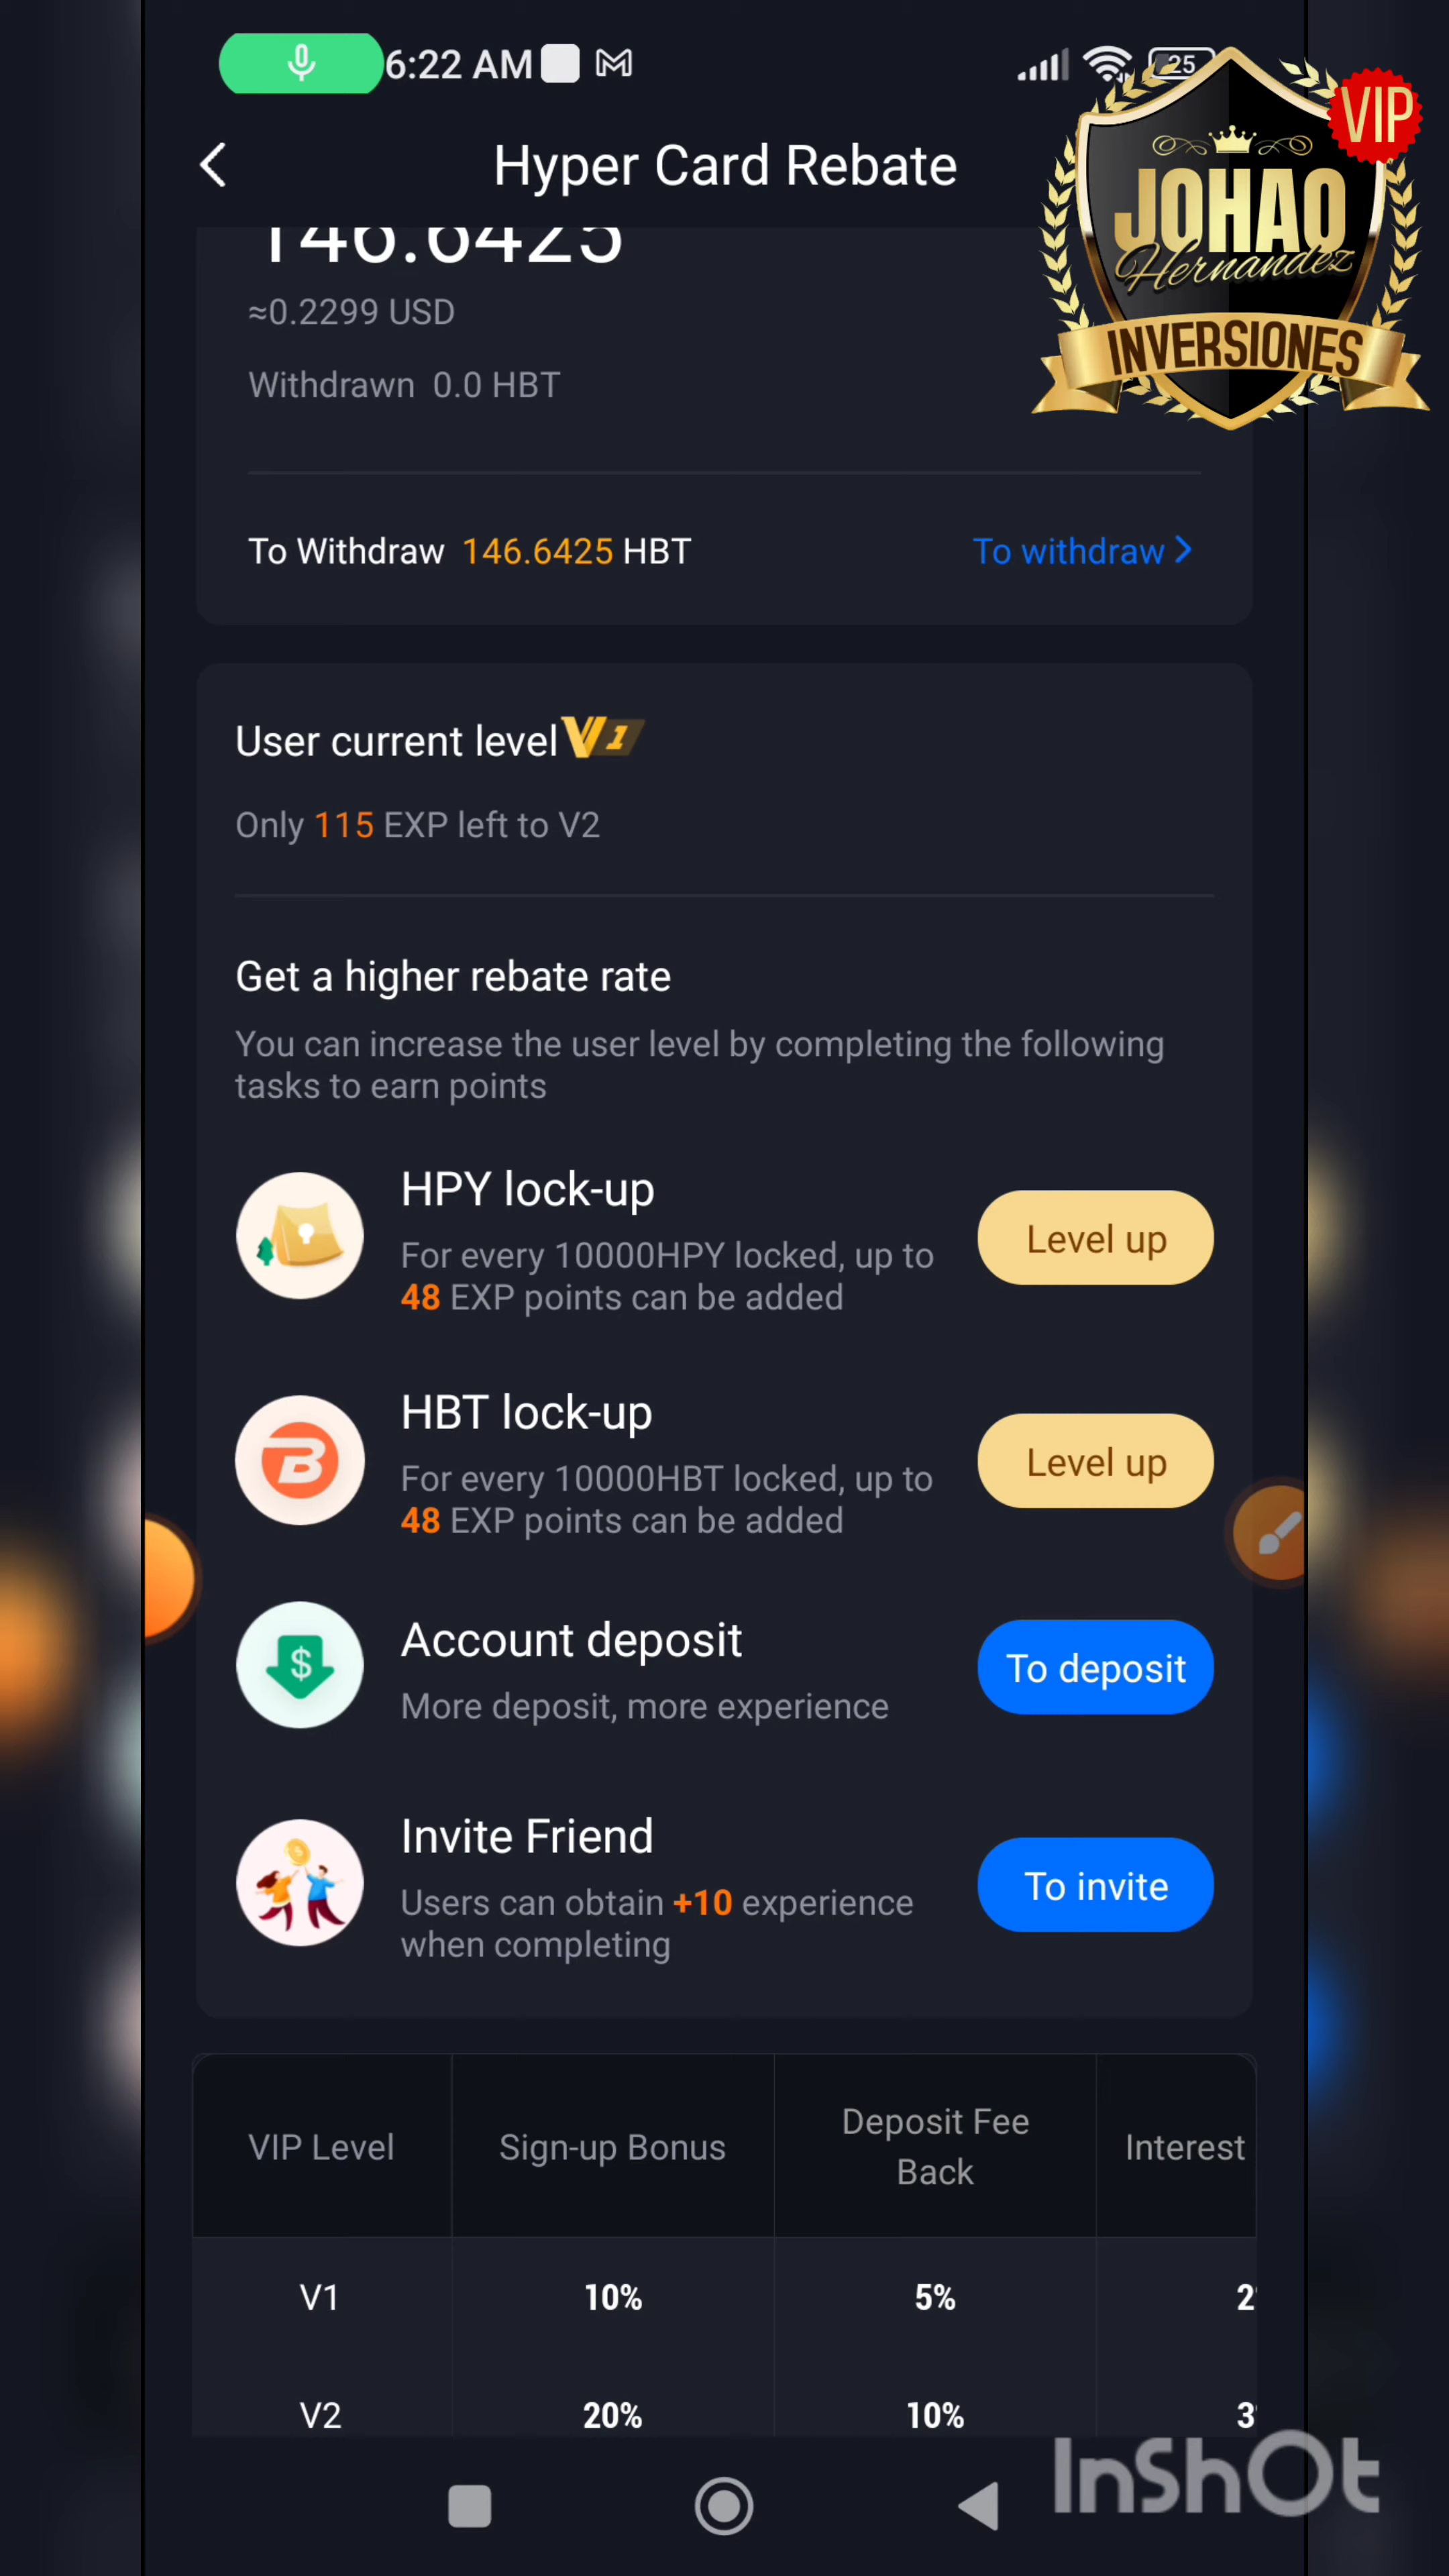 6:22 AM
25
VIP
Hyper Card Rebate
JOHAO
Hernandez
INVERSIONES
146.6425
≈0.2299 USD
Withdrawn 0.0 HBT
To Withdraw 146.6425 HBT
To withdraw
User current level V1
Only 115 EXP left to V2
Get a higher rebate rate
You can increase the user level by completing the following
tasks to earn points
HPY lock-up
For every 10000HPY locked, up to
48 EXP points can be added
Level up
HBT lock-up
For every 10000HBT locked, up to
48 EXP points can be added
Level up
Account deposit
More deposit, more experience
To deposit
Invite Friend
Users can obtain +10 experience
when completing
To invite
VIP Level
Sign-up Bonus
Deposit Fee
Back
Interest
V1 10% 5% 2
V2 20% 10% 3
InShOt